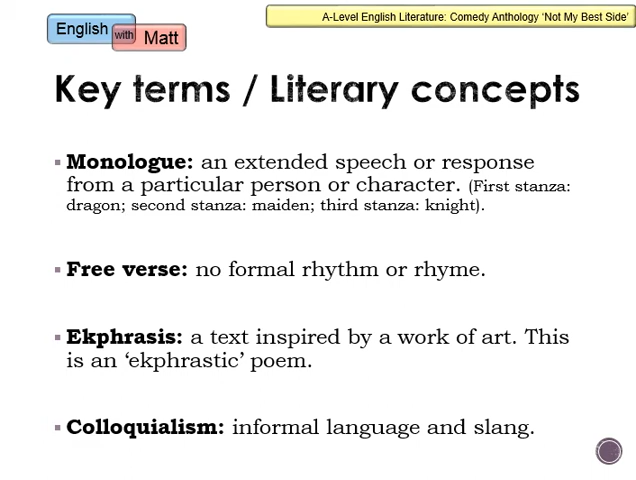 English with Matt
A-Level English Literature: Comedy Anthology ‘Not My Best Side’
Key terms / Literary concepts
Monologue: an extended speech or response
from a particular person or character. (First stanza:
dragon; second stanza: maiden; third stanza: knight).
Free verse: no formal rhythm or rhyme.
Ekphrasis: a text inspired by a work of art. This
is an ‘ekphrastic’ poem.
Colloquialism: informal language and slang.